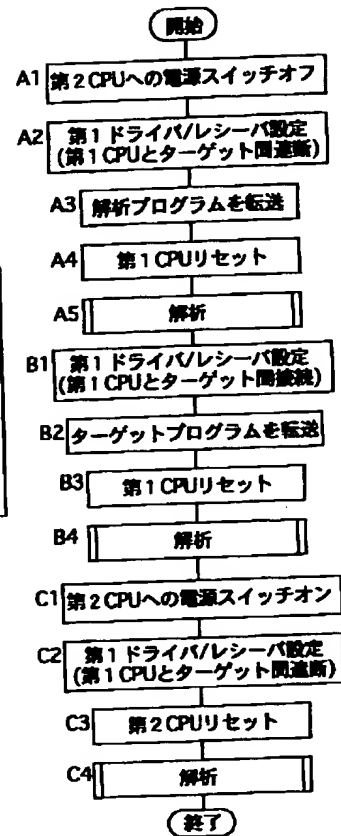 開始
A1 第2CPUへの電源スイッチオフ
A2 第1ドライバ/レシーバ設定
(第1CPUとターゲット間遮断)
A3 解析プログラムを転送
A4 第1CPUリセット
A5 解析
B1 第1ドライバ/レシーバ設定
(第1CPUとターゲット間接続)
B2 ターゲットプログラムを転送
B3 第1CPUリセット
B4 解析
C1 第2CPUへの電源スイッチオン
C2 第1ドライバ/レシーバ設定
(第1CPUとターゲット間遮断)
C3 第2CPUリセット
C4 解析
終了